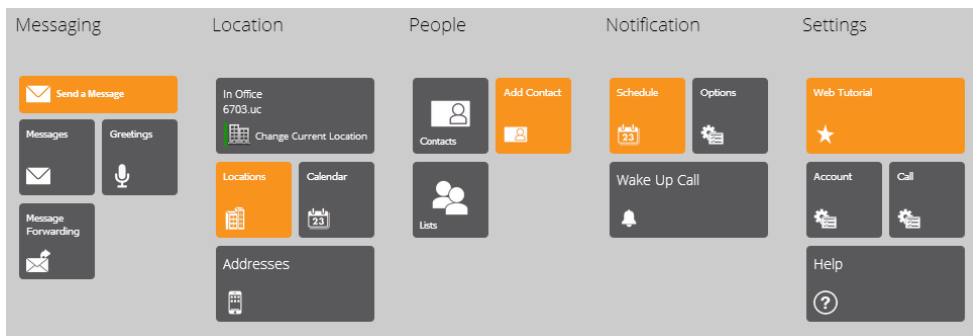 Messaging
Location
People
Notification
Settings
Send a Message
Messages
Greetings
Message
Forwarding
In Office
6703.uc
Change Current Location
Locations
Calendar
23
Addresses
Contacts
Add Contact
Lists
Schedule
23
Options
Wake Up Call
Web Tutorial
Account
Call
Help
?